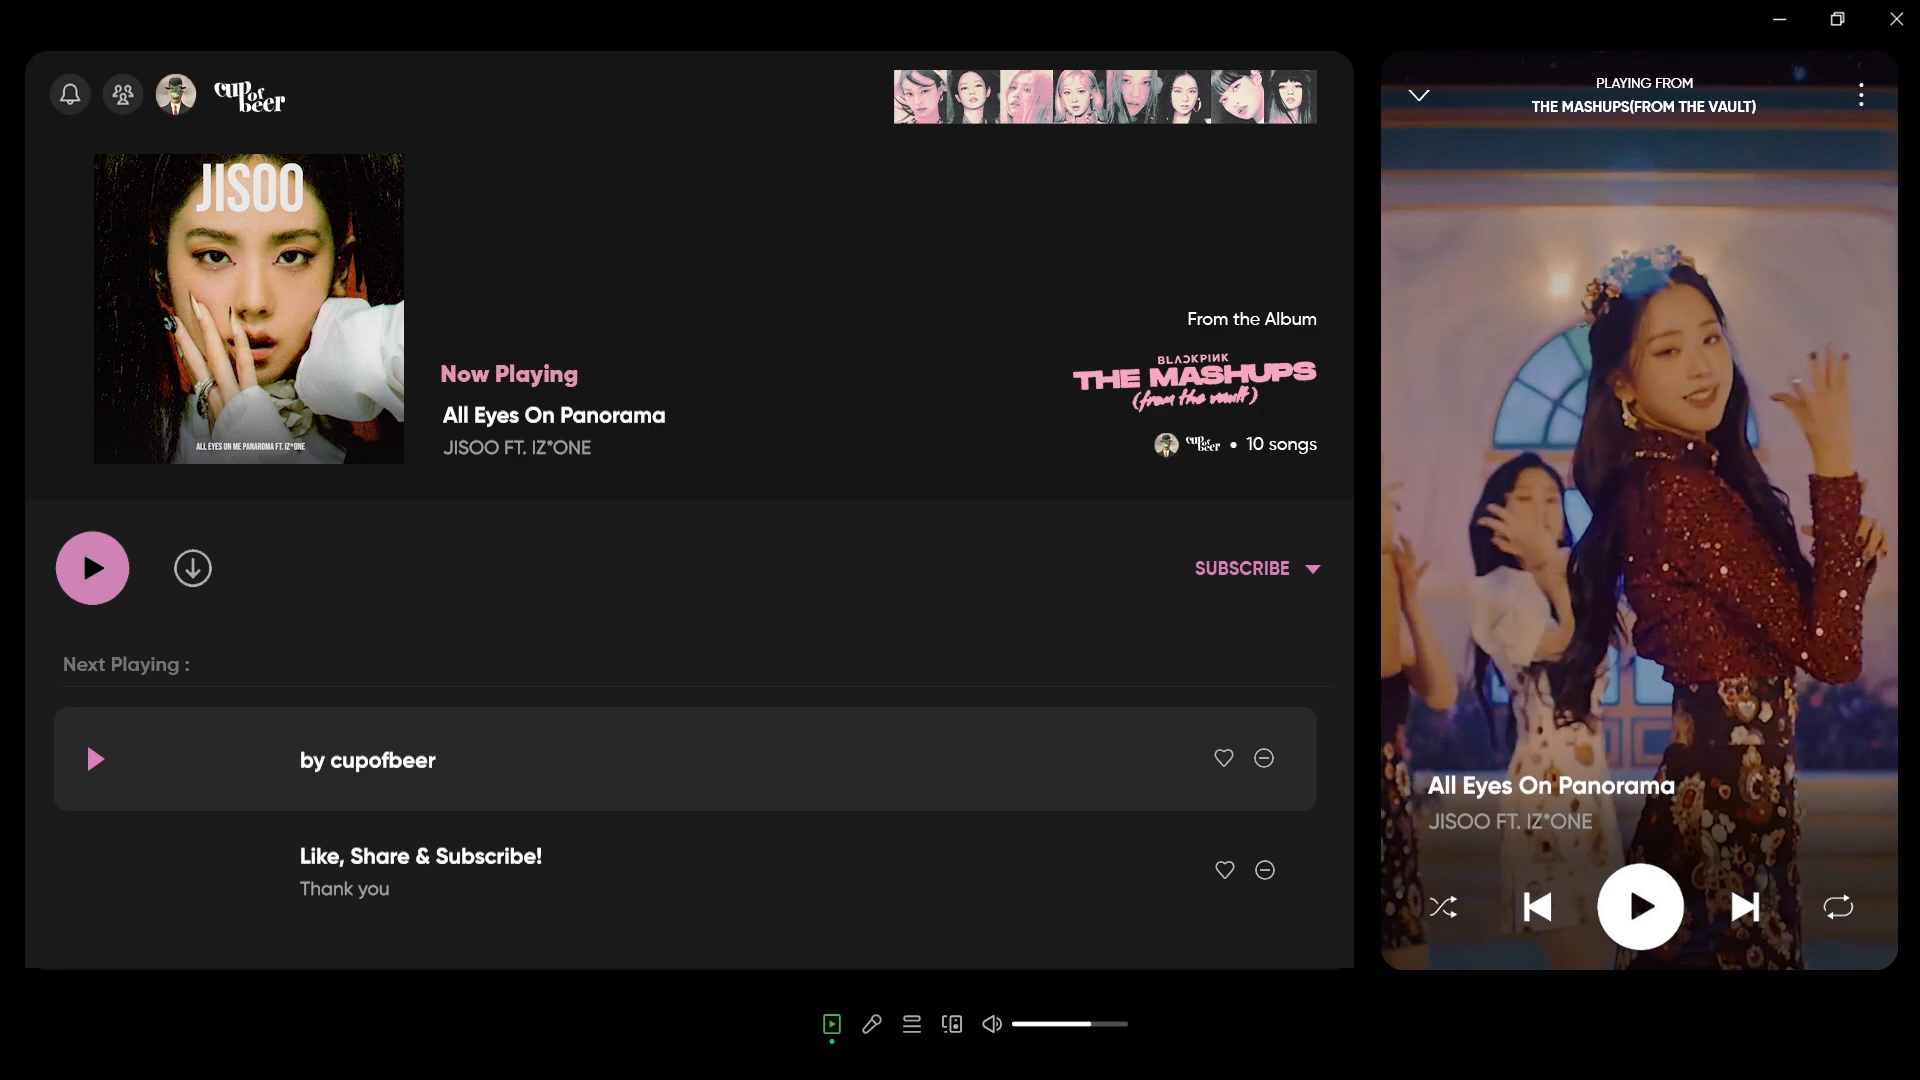 cup of beer
JISOO
ALL EYES ON ME PANAROMA FT. IZ*ONE
Now Playing
All Eyes On Panorama
JISOO FT. IZ*ONE
From the Album
BLACKPINK
THE MASHUPS
(from the vault)
cup of beer • 10 songs
SUBSCRIBE
Next Playing :
by cupofbeer
Like, Share & Subscribe!
Thank you
PLAYING FROM
THE MASHUPS(FROM THE VAULT)
All Eyes On Panorama
JISOO FT. IZ*ONE